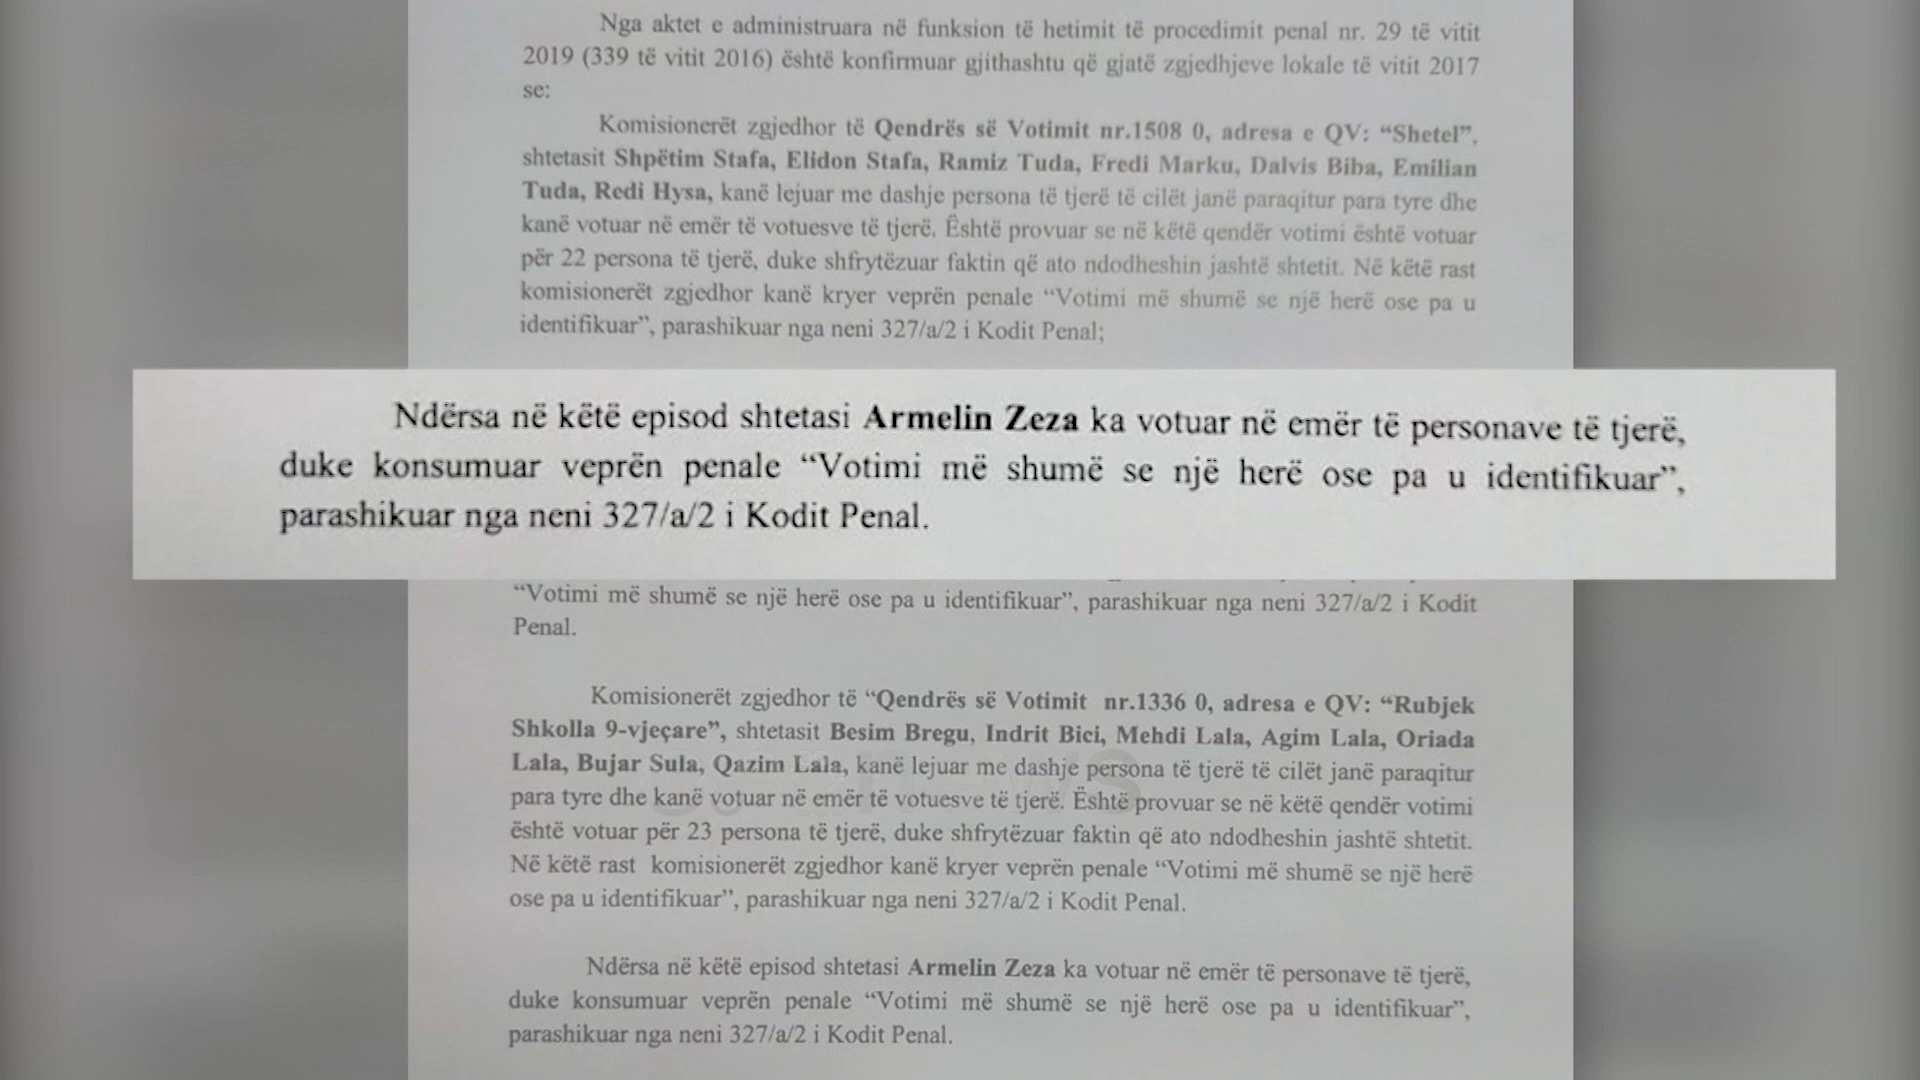 Nga aktet e administruara në funksion të hetimit të procedimit penal nr. 29 të vitit
2019 (339 të vitit 2016) është konfirmuar gjithashtu që gjatë zgjedhjeve lokale të vitit 2017
se:
Komisionerët zgjedhor të Qendrës së Votimit nr.1508 0, adresa e QV: “Shetel”,
shtetasit Shpëtim Stafa, Elidon Stafa, Ramiz Tuda, Fredi Marku, Dalvis Biba, Emilian
Tuda, Redi Hysa, kanë lejuar me dashje persona të tjerë të cilët janë paraqitur para tyre dhe
kanë votuar në emër të votuesve të tjerë. Është provuar se në këtë qendër votimi është votuar
për 22 persona të tjerë, duke shfrytëzuar faktin që ato ndodheshin jashtë shtetit. Në këtë rast
komisionerët zgjedhor kanë kryer veprën penale “Votimi më shumë se një herë ose pa u
identifikuar”, parashikuar nga neni 327/a/2 i Kodit Penal;
Ndërsa në këtë episod shtetasi Armelin Zeza ka votuar në emër të personave të tjerë,
duke konsumuar veprën penale “Votimi më shumë se një herë ose pa u identifikuar”,
parashikuar nga neni 327/a/2 i Kodit Penal.
“Votimi më shumë se një herë ose pa u identifikuar”, parashikuar nga neni 327/a/2 i Kodit
Penal.
Komisionerët zgjedhor të “Qendrës së Votimit nr.1336 0, adresa e QV: “Rubjek
Shkolla 9-vjeçare”, shtetasit Besim Bregu, Indrit Bici, Mehdi Lala, Agim Lala, Oriada
Lala, Bujar Sula, Qazim Lala, kanë lejuar me dashje persona të tjerë të cilët janë paraqitur
para tyre dhe kanë votuar në emër të votuesve të tjerë. Është provuar se në këtë qendër votimi
është votuar për 23 persona të tjerë, duke shfrytëzuar faktin që ato ndodheshin jashtë shtetit.
Në këtë rast komisionerët zgjedhor kanë kryer veprën penale “Votimi më shumë se një herë
ose pa u identifikuar”, parashikuar nga neni 327/a/2 i Kodit Penal.
Ndërsa në këtë episod shtetasi Armelin Zeza ka votuar në emër të personave të tjerë,
duke konsumuar veprën penale “Votimi më shumë se një herë ose pa u identifikuar”,
parashikuar nga neni 327/a/2 i Kodit Penal.